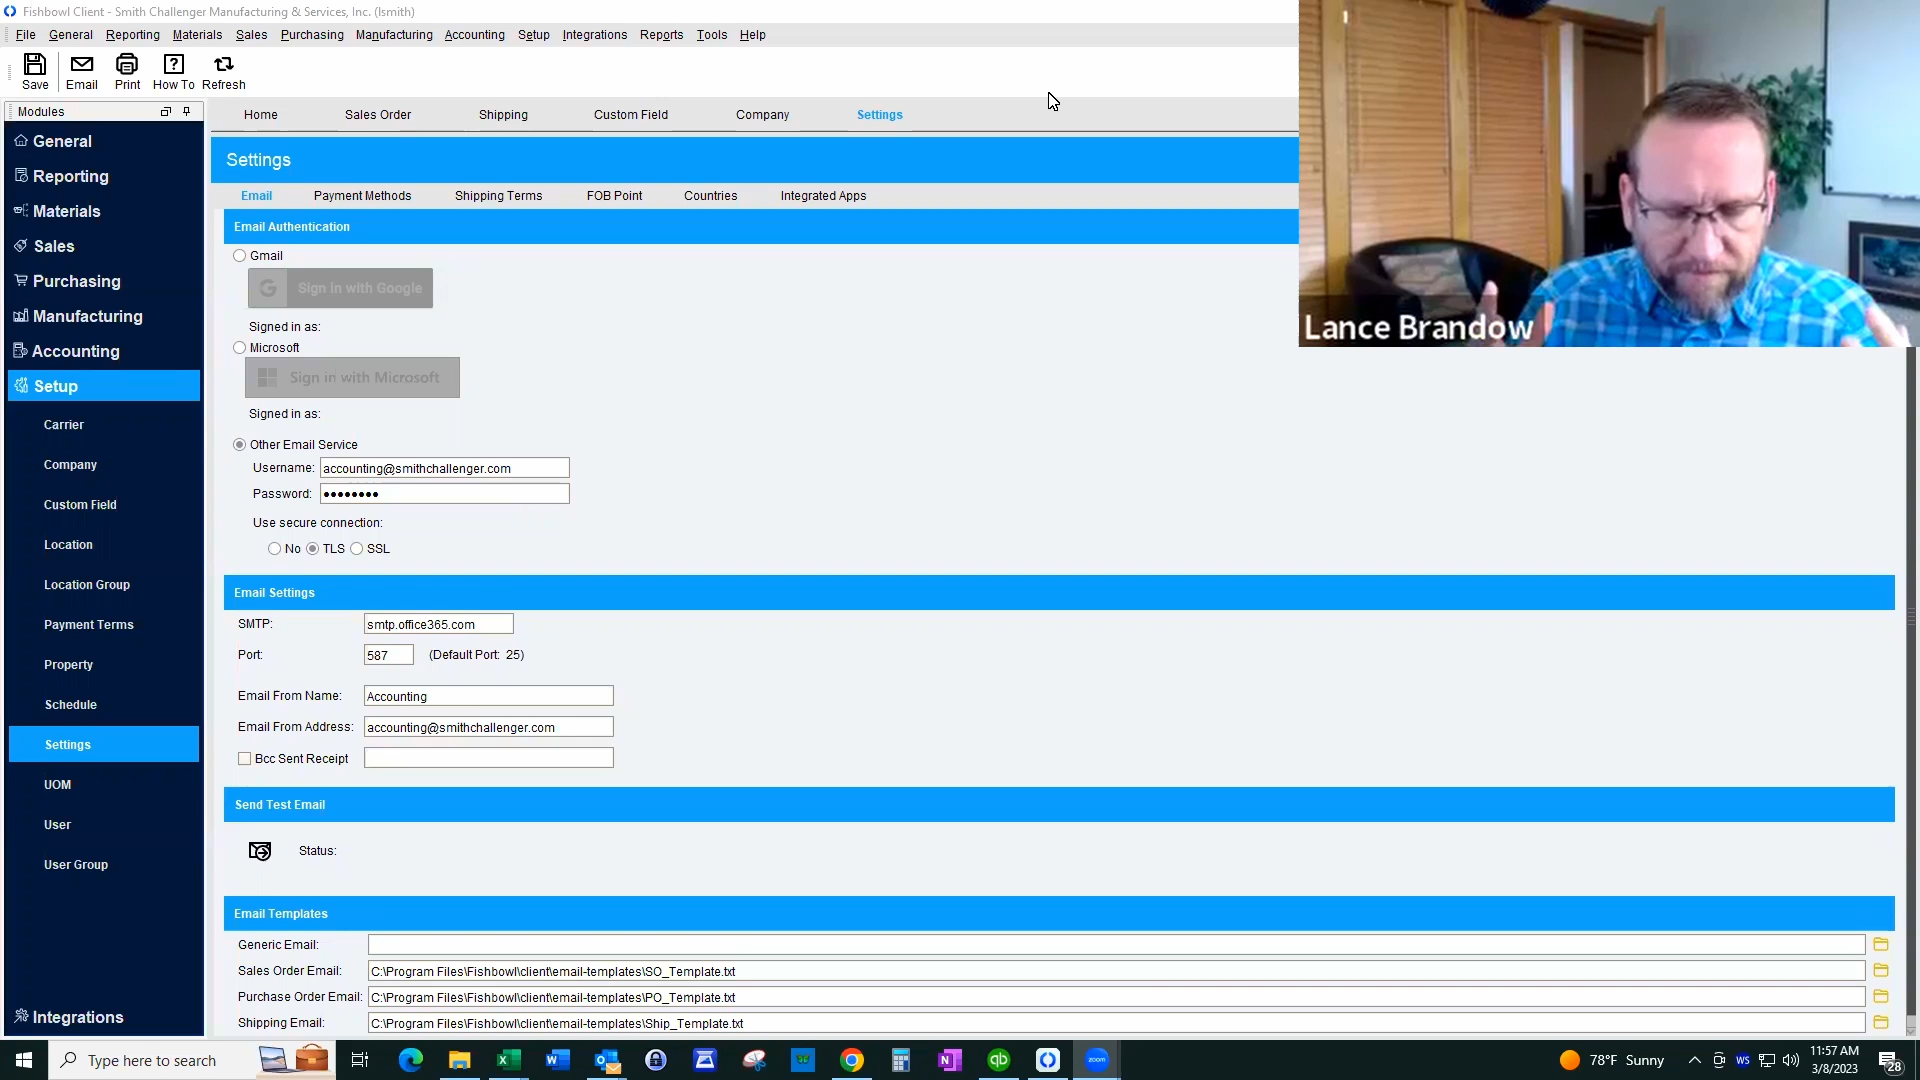 Fishbowl Client - Smith Challenger Manufacturing & Services, Inc. (lsmith)
File General Reporting Materials Sales Purchasing Manufacturing Accounting Setup Integrations Reports Tools Help
Save Email Print How To Refresh
Modules
General
Reporting
Materials
Sales
Purchasing
Manufacturing
Accounting
Setup
Carrier
Company
Custom Field
Location
Location Group
Payment Terms
Property
Schedule
Settings
UOM
User
User Group
Integrations
Home Sales Order Shipping Custom Field Company Settings
Settings
Email Payment Methods Shipping Terms FOB Point Countries Integrated Apps
Email Authentication
Gmail
Sign in with Google
Signed in as:
Microsoft
Sign in with Microsoft
Signed in as:
Other Email Service
Username: accounting@smithchallenger.com
Password: ••••••••
Use secure connection:
No TLS SSL
Email Settings
SMTP: smtp.office365.com
Port: 587 (Default Port: 25)
Email From Name: Accounting
Email From Address: accounting@smithchallenger.com
Bcc Sent Receipt
Send Test Email
Status:
Email Templates
Generic Email:
Sales Order Email: C:\Program Files\Fishbowl\client\email-templates\SO_Template.txt
Purchase Order Email: C:\Program Files\Fishbowl\client\email-templates\PO_Template.txt
Shipping Email: C:\Program Files\Fishbowl\client\email-templates\Ship_Template.txt
Lance Brandow
Type here to search
zoom
78°F Sunny
WS
11:57 AM
3/8/2023
28